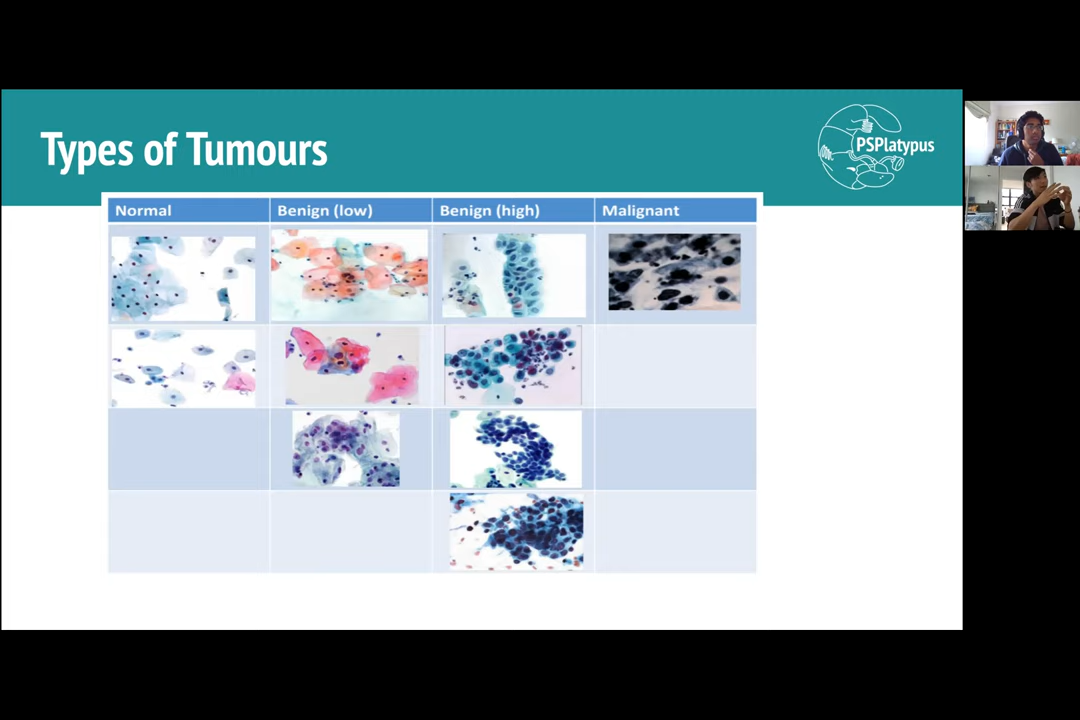 Types of Tumours
PSPlatypus
Normal
Benign (low)
Benign (high)
Malignant